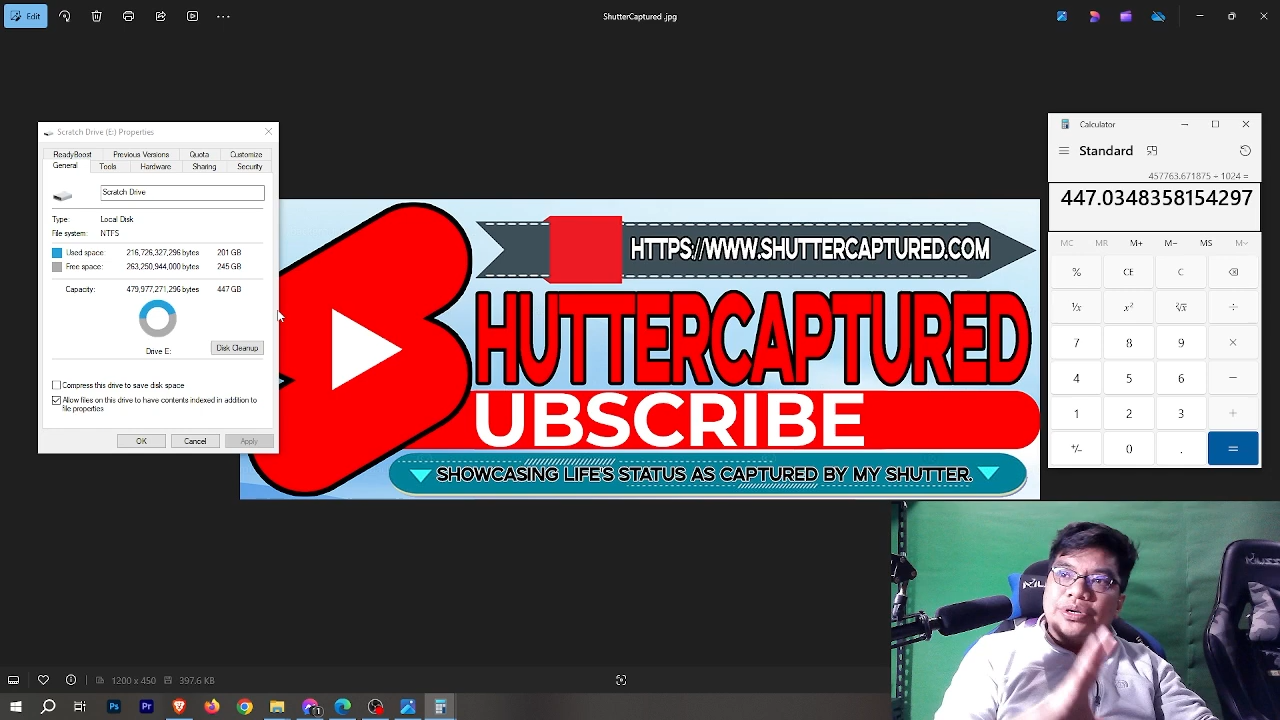 Edit
ShutterCaptured .jpg
Scratch Drive (E:) Properties
ReadyBoost Previous Versions Quota Customize
General Tools Hardware Sharing Security
Scratch Drive
Type: Local Disk
File system: NTFS
Used space: 216,726,327,296 bytes 201 GB
Free space: 263,250,944,000 bytes 245 GB
Capacity: 479,977,271,296 bytes 447 GB
Drive E:
Disk Cleanup
Compress this drive to save disk space
Allow files on this drive to have contents indexed in addition to
file properties
OK Cancel Apply
HTTPS://WWW.SHUTTERCAPTURED.COM
HUTTERCAPTURED
UBSCRIBE
SHOWCASING LIFE'S STATUS AS CAPTURED BY MY SHUTTER.
Calculator
Standard
457763.671875 ÷ 1024 =
447.0348358154297
MC MR M+ M− MS M˅
% CE C ⌫
¹/x x² ²√x ÷
7 8 9 ×
4 5 6 −
1 2 3 +
+/− 0 . =
1200 x 450 397.6 KB
Ps Pr 1